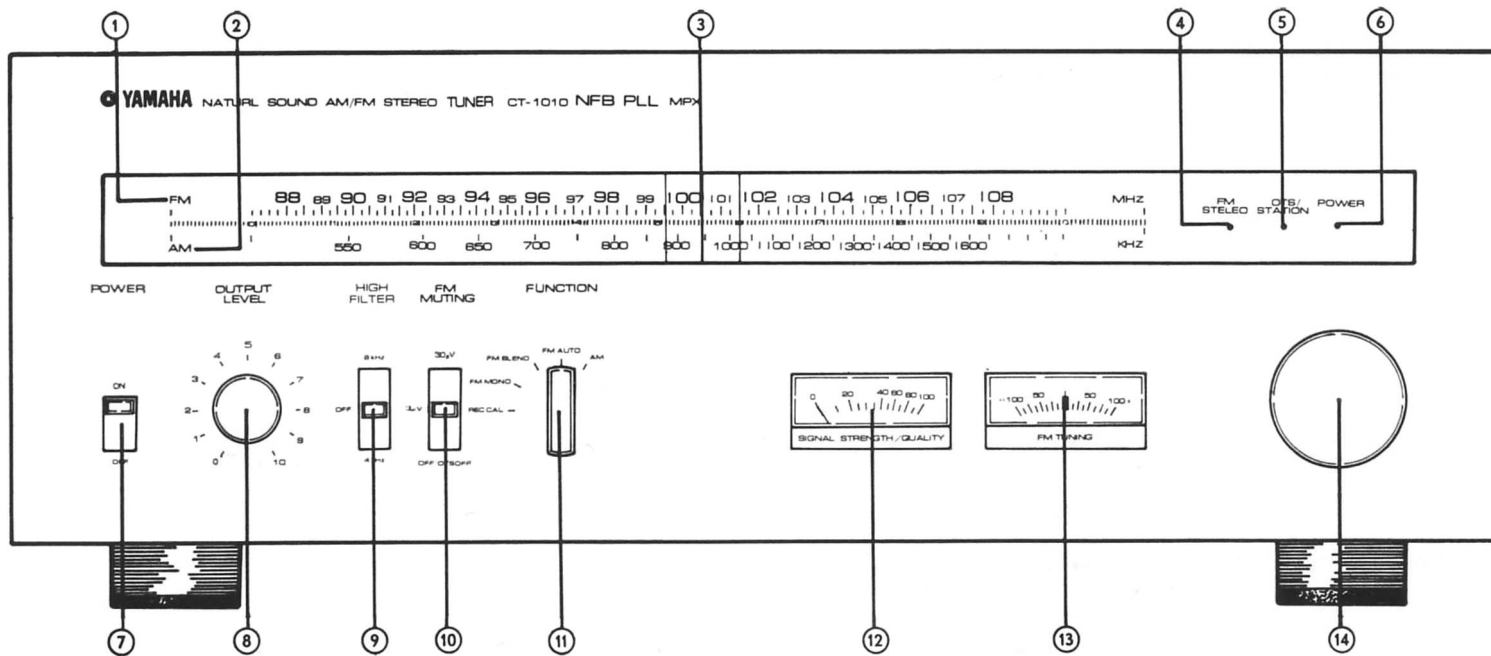 1 2 3 4 5 6
YAMAHA NATURL SOUND AM/FM STEREO TUNER CT-1010 NFB PLL MPX
FM 88 89 90 91 92 93 94 95 96 97 98 99 100 101 102 103 104 105 106 107 108 MHZ
AM 550 600 650 700 800 900 1000 1100 1200 1300 1400 1500 1600 KHZ
FM STELEO
OTS/ STATION
POWER
POWER
OUTPUT LEVEL
HIGH FILTER
FM MUTING
FUNCTION
ON
OFF
0 1 2 3 4 5 6 7 8 9 10
8 kHz
OFF
30µV
3µV
OFF OTSOFF
FM BLEND FM AUTO AM
FM MONO
REC CAL
0 20 40 60 80 100
SIGNAL STRENGTH/QUALITY
-100 50 50 100+
FM TUNING
7 8 9 10 11 12 13 14